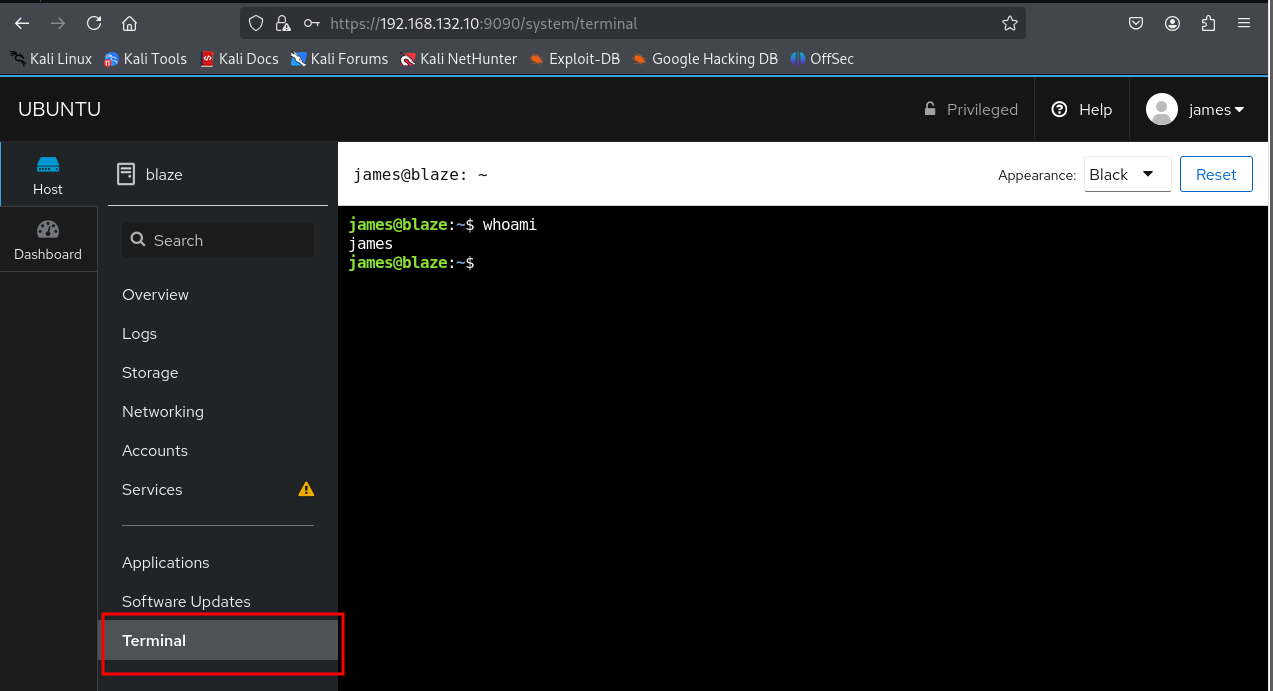 https://192.168.132.10:9090/system/terminal
Kali Linux Kali Tools Kali Docs Kali Forums Kali NetHunter Exploit-DB Google Hacking DB OffSec
UBUNTU Privileged Help james
Host
Dashboard
blaze
Search
Overview
Logs
Storage
Networking
Accounts
Services
Applications
Software Updates
Terminal
james@blaze: ~ Appearance: Black Reset
james@blaze:~$ whoami
james
james@blaze:~$